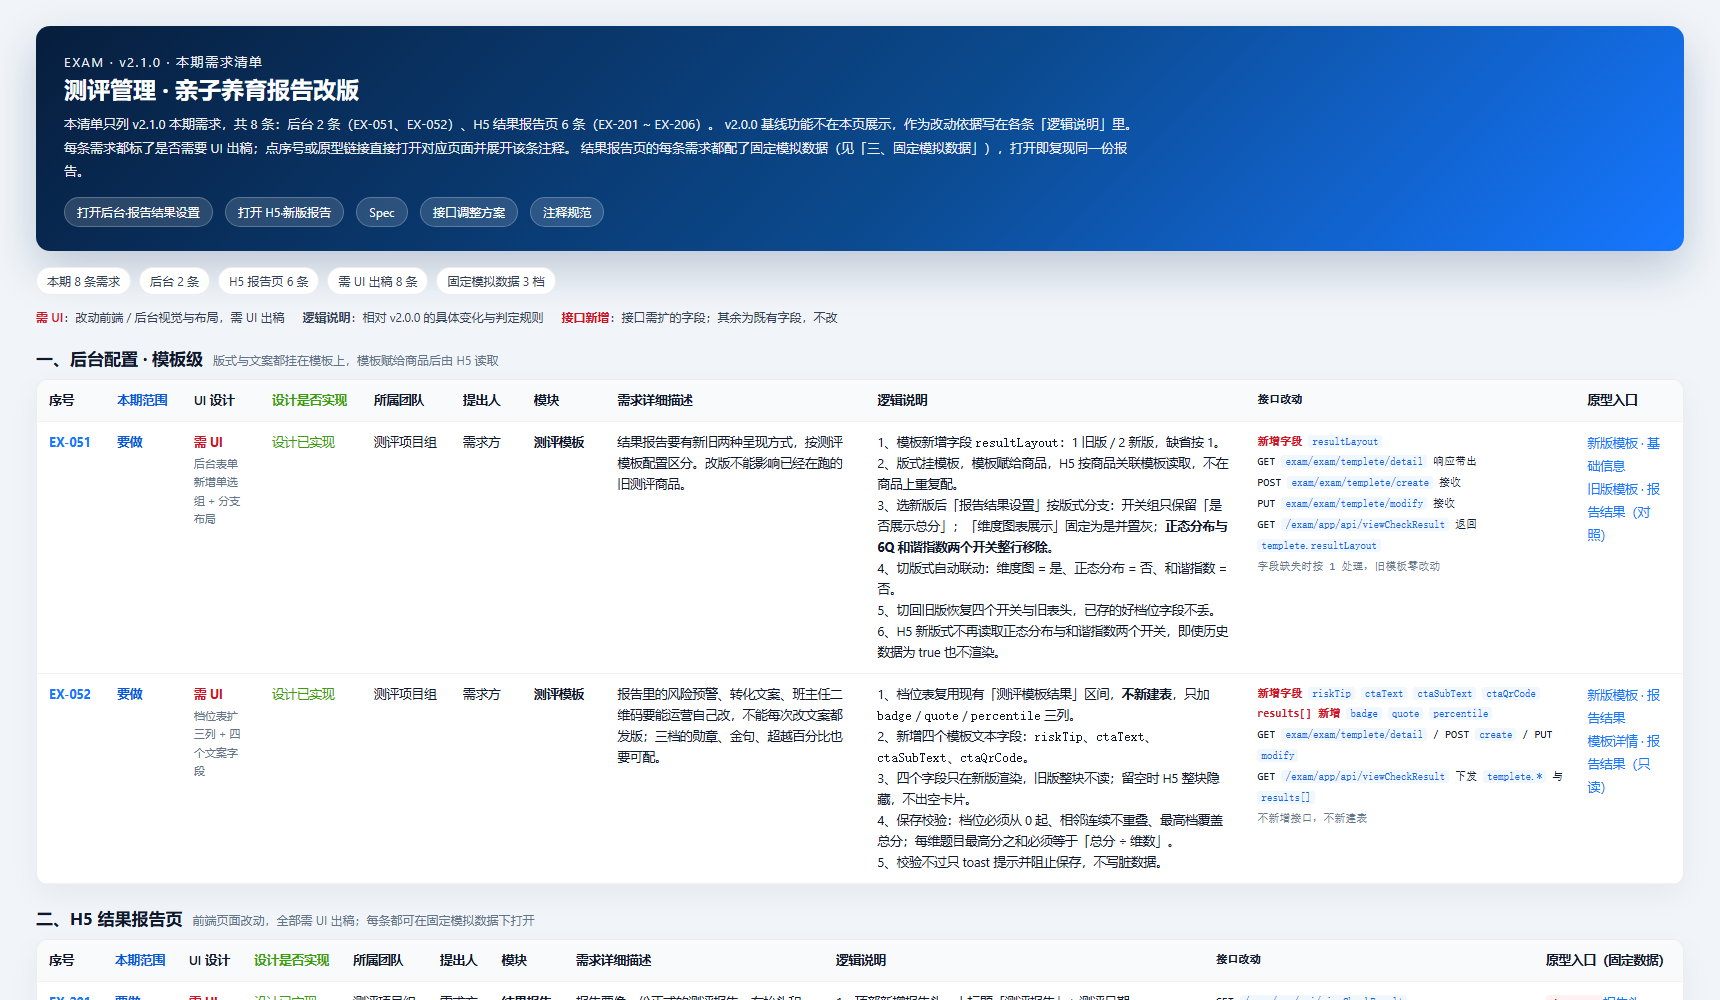 EXAM · v2.1.0 · 本期需求清单
测评管理 · 亲子养育报告改版
本清单只列 v2.1.0 本期需求，共 8 条：后台 2 条（EX-051、EX-052）、H5 结果报告页 6 条（EX-201 ~ EX-206）。 v2.0.0 基线功能不在本页展示，作为改动依据写在各条「逻辑说明」里。
每条需求都标了是否需要 UI 出稿；点序号或原型链接直接打开对应页面并展开该条注释。 结果报告页的每条需求都配了固定模拟数据（见「三、固定模拟数据」），打开即复现同一份报
告。
打开后台·报告结果设置 打开 H5·新版报告 Spec 接口调整方案 注释规范
本期 8 条需求 后台 2 条 H5 报告页 6 条 需 UI 出稿 8 条 固定模拟数据 3 档
需 UI：改动前端 / 后台视觉与布局，需 UI 出稿 逻辑说明：相对 v2.0.0 的具体变化与判定规则 接口新增：接口需扩的字段；其余为既有字段，不改
一、后台配置 · 模板级 版式与文案都挂在模板上，模板赋给商品后由 H5 读取
序号 本期范围 UI 设计 设计是否实现 所属团队 提出人 模块 需求详细描述 逻辑说明 接口改动 原型入口
EX-051 要做
需 UI
后台表单
新增单选
组 + 分支
布局
设计已实现 测评项目组 需求方 测评模板
结果报告要有新旧两种呈现方式，按测评
模板配置区分。改版不能影响已经在跑的
旧测评商品。
1、模板新增字段 resultLayout：1 旧版 / 2 新版，缺省按 1。
2、版式挂模板，模板赋给商品，H5 按商品关联模板读取，不在
商品上重复配。
3、选新版后「报告结果设置」按版式分支：开关组只保留「是
否展示总分」；「维度图表展示」固定为是并置灰；正态分布与
6Q 和谐指数两个开关整行移除。
4、切版式自动联动：维度图 = 是、正态分布 = 否、和谐指数 =
否。
5、切回旧版恢复四个开关与旧表头，已存的好档位字段不丢。
6、H5 新版式不再读取正态分布与和谐指数两个开关，即使历史
数据为 true 也不渲染。
新增字段 resultLayout
GET exam/exam/templete/detail 响应带出
POST exam/exam/templete/create 接收
PUT exam/exam/templete/modify 接收
GET /exam/app/api/viewCheckResult 返回
templete.resultLayout
字段缺失时按 1 处理，旧模板零改动
新版模板 · 基
础信息
旧版模板 · 报
告结果（对
照）
EX-052 要做
需 UI
档位表扩
三列 + 四
个文案字
段
设计已实现 测评项目组 需求方 测评模板
报告里的风险预警、转化文案、班主任二
维码要能运营自己改，不能每次改文案都
发版；三档的勋章、金句、超越百分比也
要可配。
1、档位表复用现有「测评模板结果」区间，不新建表，只加
badge / quote / percentile 三列。
2、新增四个模板文本字段：riskTip、ctaText、
ctaSubText、ctaQrCode。
3、四个字段只在新版渲染，旧版整块不读；留空时 H5 整块隐
藏，不出空卡片。
4、保存校验：档位必须从 0 起、相邻连续不重叠、最高档覆盖
总分；每维题目最高分之和必须等于「总分 ÷ 维数」。
5、校验不过只 toast 提示并阻止保存，不写脏数据。
新增字段 riskTip ctaText ctaSubText ctaQrCode
results[] 新增 badge quote percentile
GET exam/exam/templete/detail / POST create / PUT
modify
GET /exam/app/api/viewCheckResult 下发 templete.* 与
results[]
不新增接口，不新建表
新版模板 · 报
告结果
模板详情 · 报
告结果（只
读）
二、H5 结果报告页 前端页面改动，全部需 UI 出稿；每条都可在固定模拟数据下打开
序号 本期范围 UI 设计 设计是否实现 所属团队 提出人 模块 需求详细描述 逻辑说明 接口改动 原型入口（固定数据）